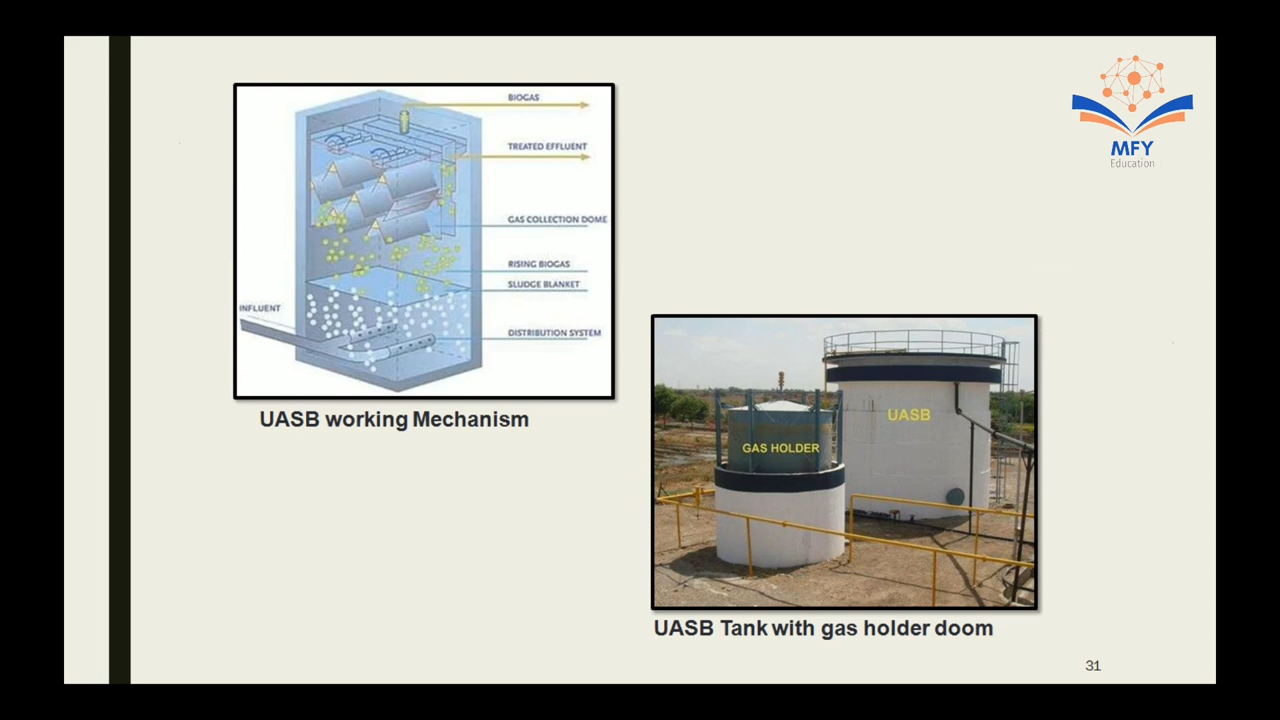 BIOGAS
TREATED EFFLUENT
GAS COLLECTION DOME
RISING BIOGAS
SLUDGE BLANKET
INFLUENT
DISTRIBUTION SYSTEM
UASB working Mechanism
MFY
Education
UASB
GAS HOLDER
UASB Tank with gas holder doom
31